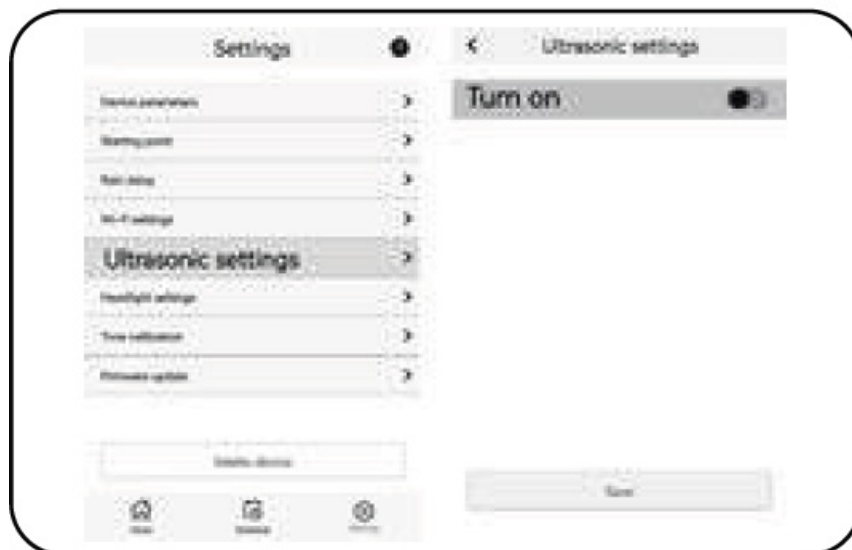 Settings
Device parameters
Starting point
Rain delay
Wi-Fi settings
Ultrasonic settings
Headlight settings
Time calibration
Firmware update
Delete device
Ultrasonic settings
Turn on
Save